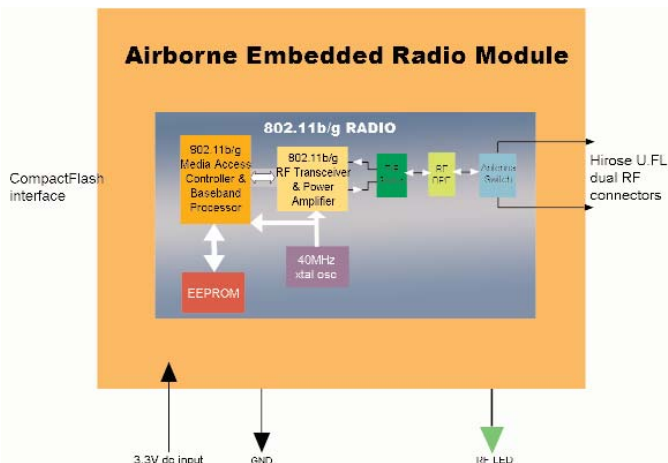 Airborne Embedded Radio Module
802.11b/g RADIO
802.11b/g
Media Access
Controller &
Baseband
Processor
802.11b/g
RF Transceiver
& Power
Amplifier
RF
Antenna
Switch
40MHz
xtal osc
EEPROM
CompactFlash
interface
Hirose U.FL
dual RF
connectors
3.3V dc input
GND
RF LED